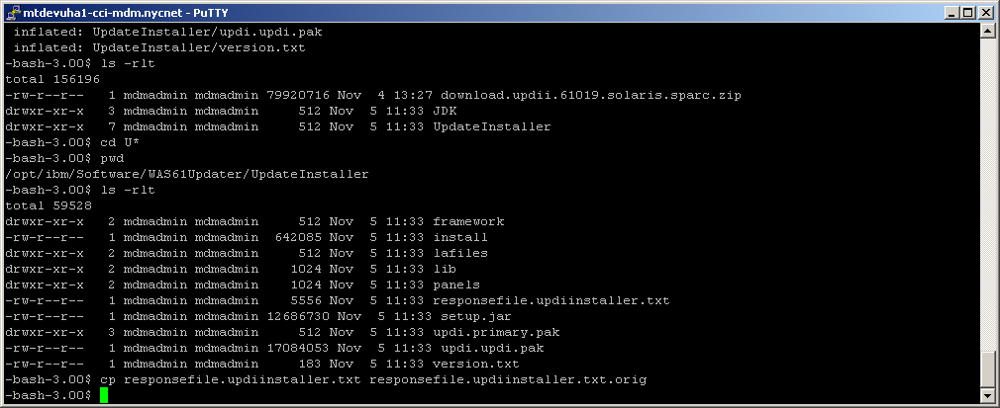 mtdevuha1-cci-mdm.nycnet - PuTTY
 inflated: UpdateInstaller/updi.updi.pak
 inflated: UpdateInstaller/version.txt
-bash-3.00$ ls -rlt
total 156196
-rw-r--r--   1 mdmadmin mdmadmin 79920716 Nov  4 13:27 download.updii.61019.solaris.sparc.zip
drwxr-xr-x   3 mdmadmin mdmadmin     512 Nov  5 11:33 JDK
drwxr-xr-x   7 mdmadmin mdmadmin     512 Nov  5 11:33 UpdateInstaller
-bash-3.00$ cd U*
-bash-3.00$ pwd
/opt/ibm/Software/WAS61Updater/UpdateInstaller
-bash-3.00$ ls -rlt
total 59528
drwxr-xr-x   2 mdmadmin mdmadmin     512 Nov  5 11:33 framework
-rw-r--r--   1 mdmadmin mdmadmin  642085 Nov  5 11:33 install
drwxr-xr-x   2 mdmadmin mdmadmin     512 Nov  5 11:33 lafiles
drwxr-xr-x   2 mdmadmin mdmadmin    1024 Nov  5 11:33 lib
drwxr-xr-x   2 mdmadmin mdmadmin    1024 Nov  5 11:33 panels
-rw-r--r--   1 mdmadmin mdmadmin    5556 Nov  5 11:33 responsefile.updiinstaller.txt
-rw-r--r--   1 mdmadmin mdmadmin 12686730 Nov  5 11:33 setup.jar
drwxr-xr-x   3 mdmadmin mdmadmin     512 Nov  5 11:33 updi.primary.pak
-rw-r--r--   1 mdmadmin mdmadmin 17084053 Nov  5 11:33 updi.updi.pak
-rw-r--r--   1 mdmadmin mdmadmin     183 Nov  5 11:33 version.txt
-bash-3.00$ cp responsefile.updiinstaller.txt responsefile.updiinstaller.txt.orig
-bash-3.00$